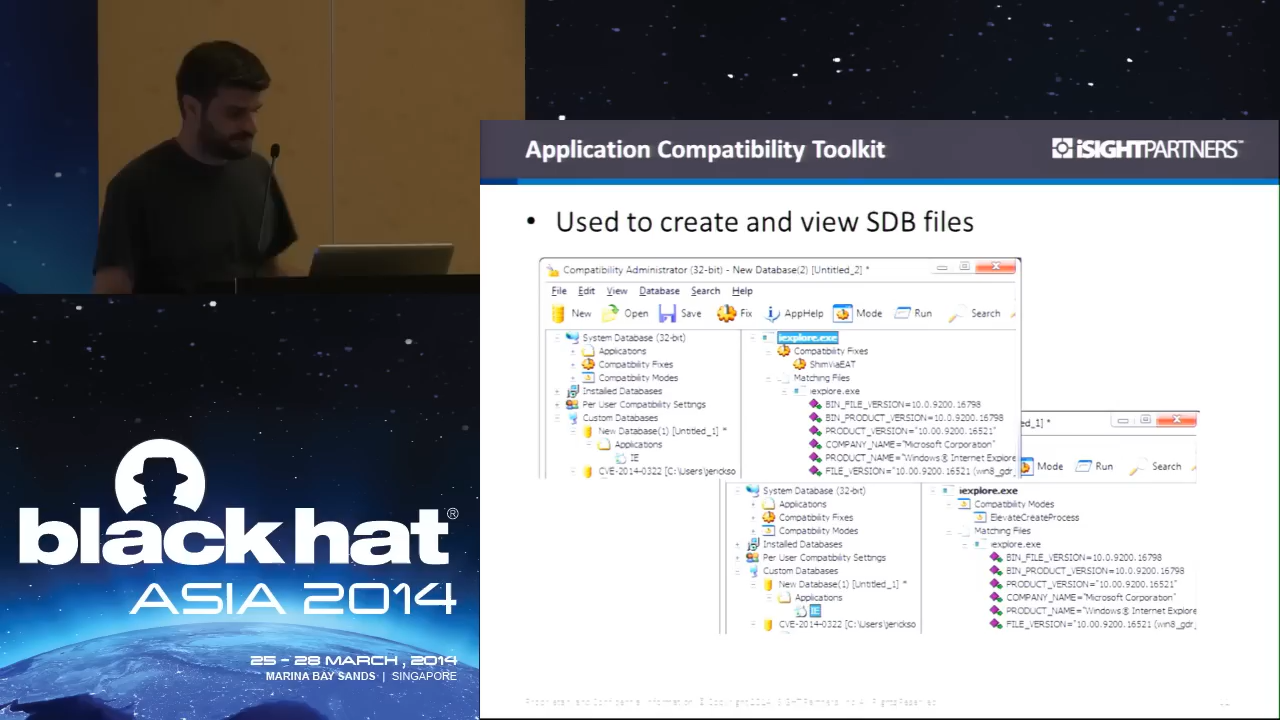 Application Compatibility Toolkit
iSIGHTPARTNERS
• Used to create and view SDB files
Compatibility Administrator (32-bit) - New Database(2) [Untitled_2] *
File Edit View Database Search Help
New Open Save Fix AppHelp Mode Run Search
System Database (32-bit)
Applications
Compatibility Fixes
Compatibility Modes
Installed Databases
Per User Compatibility Settings
Custom Databases
New Database(1) [Untitled_1] *
Applications
IE
CVE-2014-0322 [C:\Users\jerickso
iexplore.exe
Compatibility Fixes
ShimViaEAT
Matching Files
iexplore.exe
BIN_FILE_VERSION=10.0.9200.16798
BIN_PRODUCT_VERSION=10.0.9200.16798
PRODUCT_VERSION="10.00.9200.16521"
COMPANY_NAME="Microsoft Corporation"
PRODUCT_NAME="Windows® Internet Explore
FILE_VERSION="10.00.9200.16521 (win8_gdr_
ed_1] *
Mode Run Search
System Database (32-bit)
Applications
Compatibility Fixes
Compatibility Modes
Installed Databases
Per User Compatibility Settings
Custom Databases
New Database(1) [Untitled_1] *
Applications
IE
CVE-2014-0322 [C:\Users\jerickso
iexplore.exe
Compatibility Modes
ElevateCreateProcess
Matching Files
iexplore.exe
BIN_FILE_VERSION=10.0.9200.16798
BIN_PRODUCT_VERSION=10.0.9200.16798
PRODUCT_VERSION="10.00.9200.16521"
COMPANY_NAME="Microsoft Corporation"
PRODUCT_NAME="Windows® Internet Explore
FILE_VERSION="10.00.9200.16521 (win8_gdr_
black hat®
ASIA 2014
25 - 28 MARCH, 2014
MARINA BAY SANDS | SINGAPORE